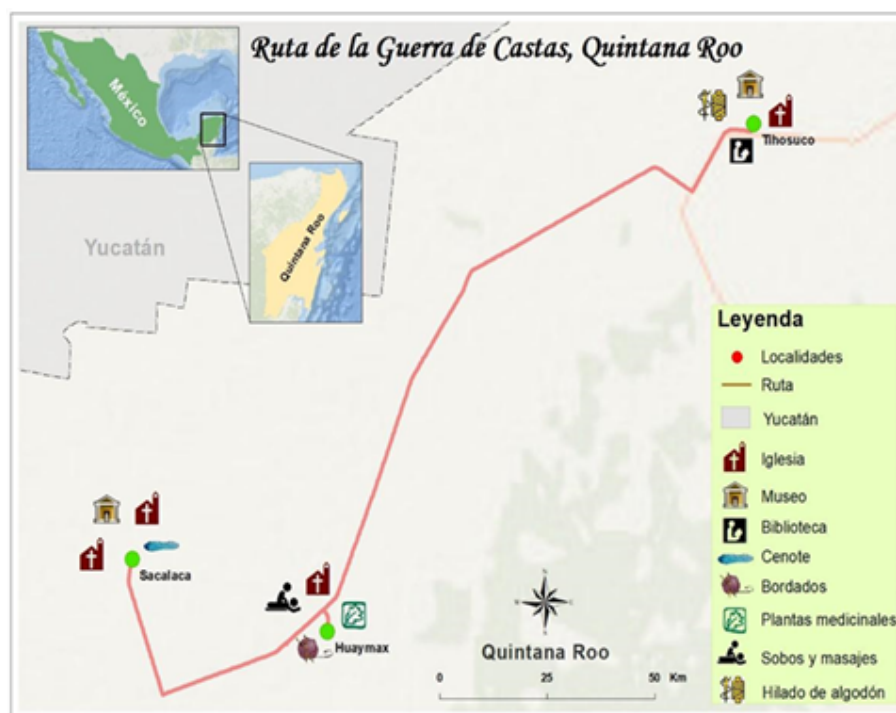 Ruta de la Guerra de Castas, Quintana Roo
México
Quintana Roo
Yucatán
Tihosuco
Sacalaca
Huaymax
Quintana Roo
0 25 50 Km
Leyenda
Localidades
Ruta
Yucatán
Iglesia
Museo
Biblioteca
Cenote
Bordados
Plantas medicinales
Sobos y masajes
Hilado de algodón